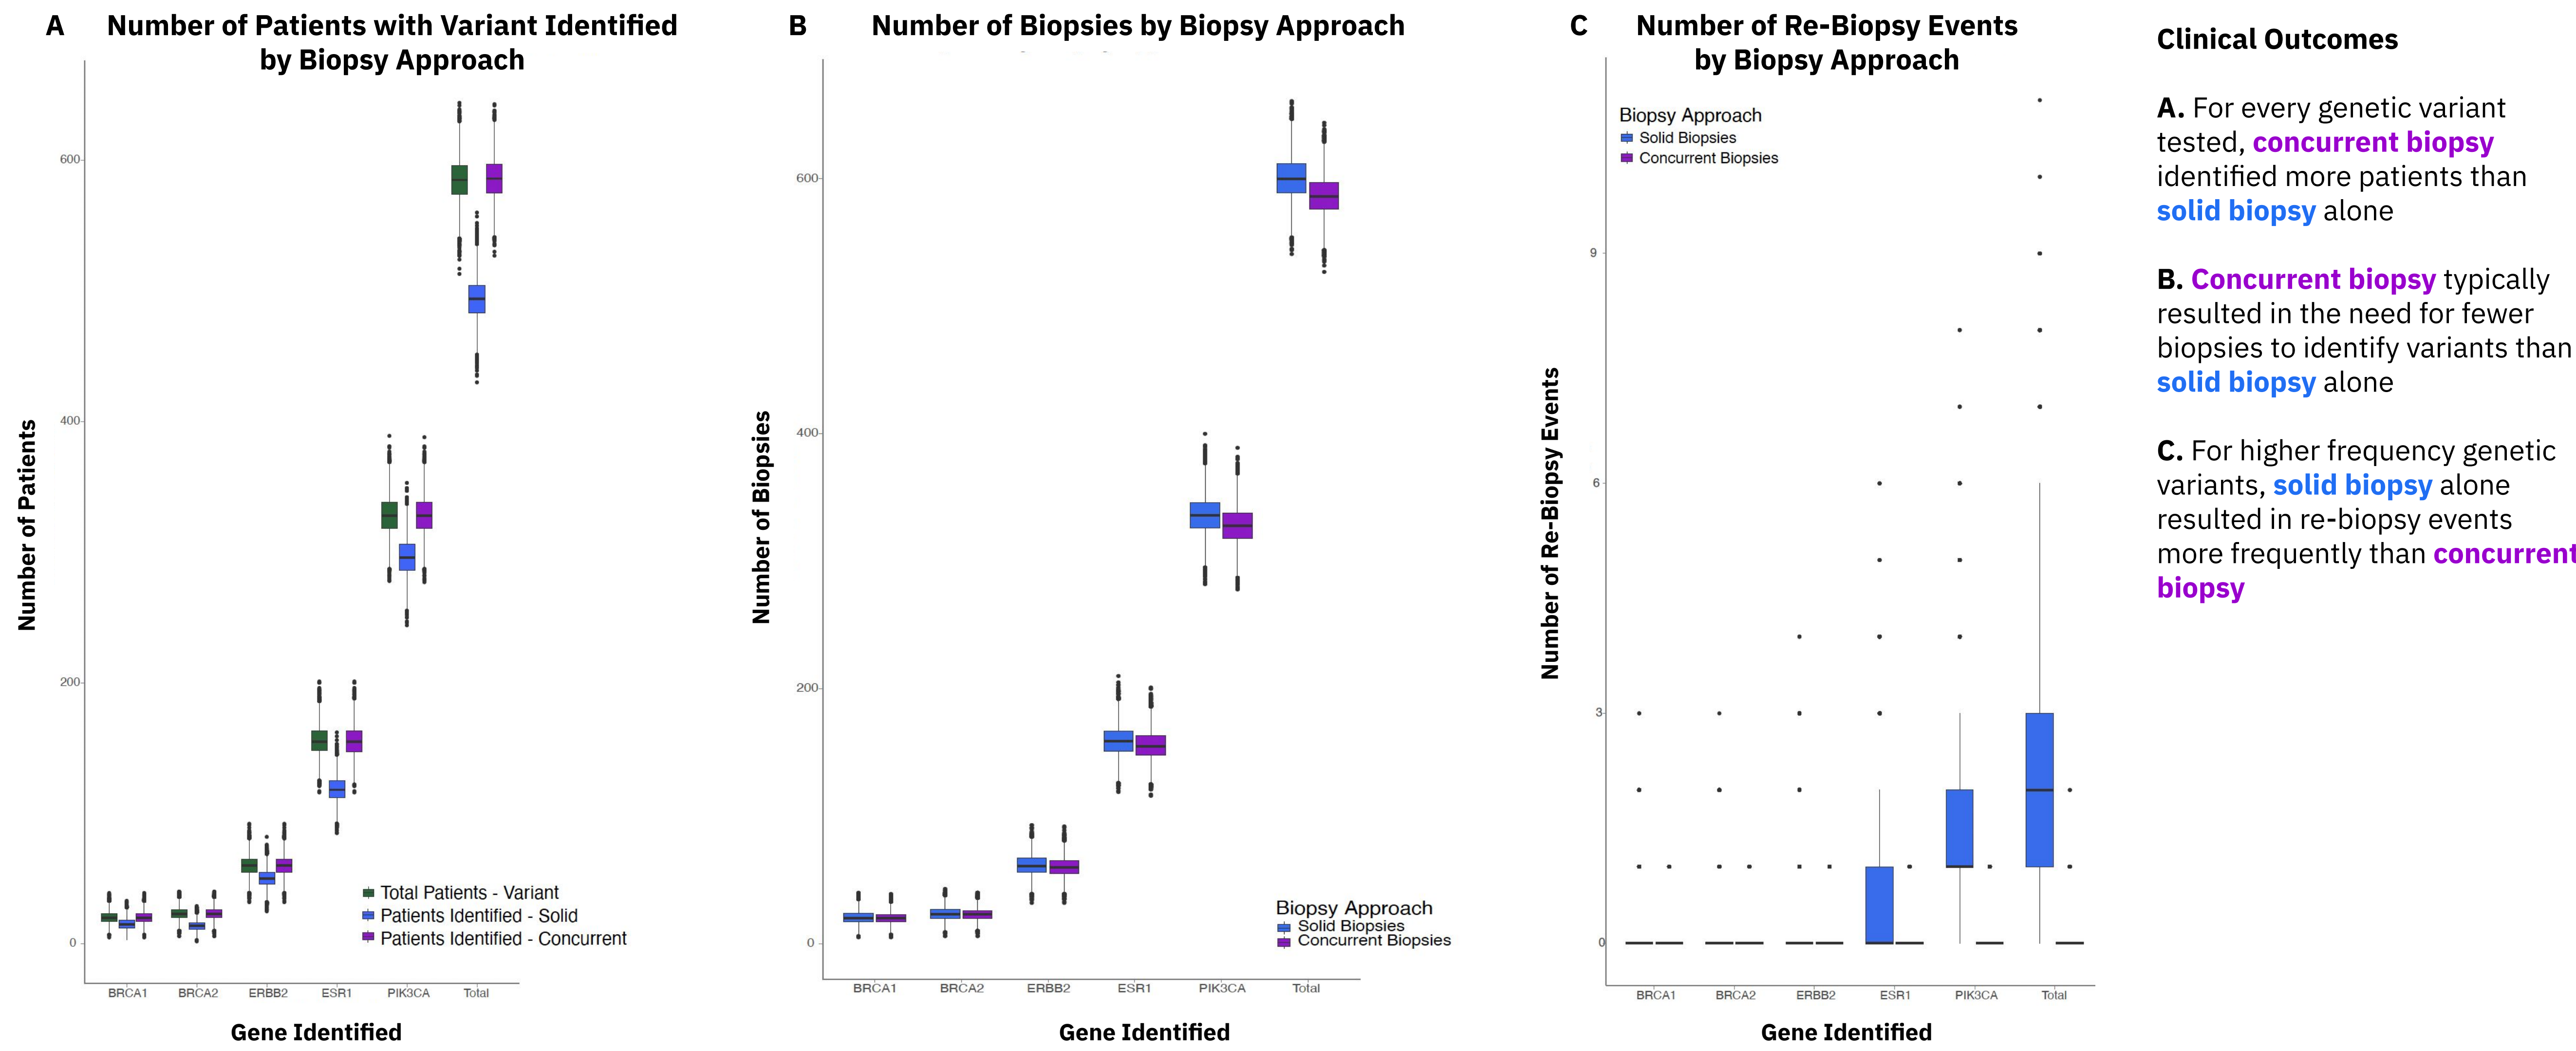 A
Number of Patients with Variant Identified
by Biopsy Approach
Number of Patients
600
400
200
0
Total Patients - Variant
Patients Identified - Solid
Patients Identified - Concurrent
BRCA1 BRCA2 ERBB2 ESR1 PIK3CA Total
Gene Identified
B
Number of Biopsies by Biopsy Approach
Number of Biopsies
600
400
200
0
Biopsy Approach
Solid Biopsies
Concurrent Biopsies
BRCA1 BRCA2 ERBB2 ESR1 PIK3CA Total
Gene Identified
C
Number of Re-Biopsy Events
by Biopsy Approach
Biopsy Approach
Solid Biopsies
Concurrent Biopsies
Number of Re-Biopsy Events
9
6
3
0
BRCA1 BRCA2 ERBB2 ESR1 PIK3CA Total
Gene Identified
Clinical Outcomes
A. For every genetic variant
tested, concurrent biopsy
identified more patients than
solid biopsy alone
B. Concurrent biopsy typically
resulted in the need for fewer
biopsies to identify variants than
solid biopsy alone
C. For higher frequency genetic
variants, solid biopsy alone
resulted in re-biopsy events
more frequently than concurrent
biopsy